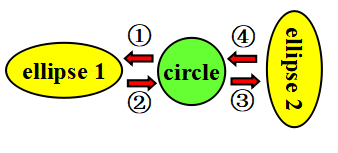 ① ④
ellipse 1 circle ellipse 2
② ③